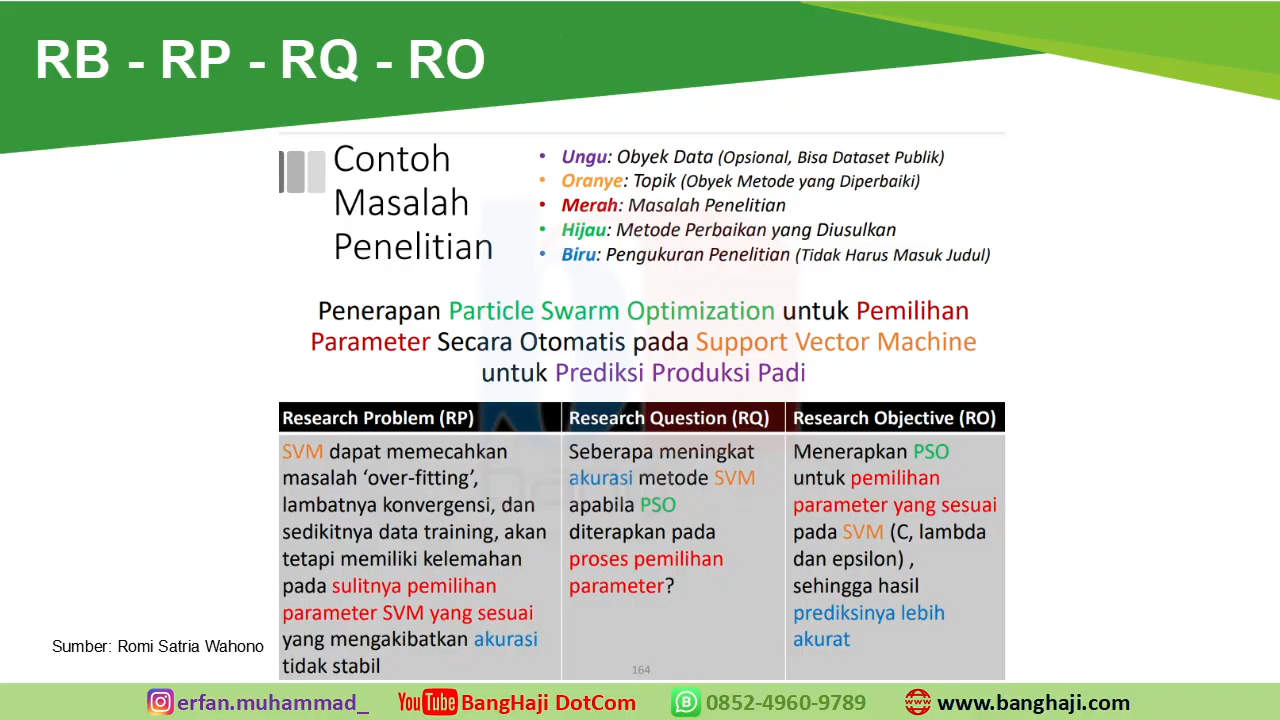 RB - RP - RQ - RO
Contoh
Masalah
Penelitian
• Ungu: Obyek Data (Opsional, Bisa Dataset Publik)
• Oranye: Topik (Obyek Metode yang Diperbaiki)
• Merah: Masalah Penelitian
• Hijau: Metode Perbaikan yang Diusulkan
• Biru: Pengukuran Penelitian (Tidak Harus Masuk Judul)
Penerapan Particle Swarm Optimization untuk Pemilihan
Parameter Secara Otomatis pada Support Vector Machine
untuk Prediksi Produksi Padi
Research Problem (RP)
SVM dapat memecahkan
masalah ‘over-fitting’,
lambatnya konvergensi, dan
sedikitnya data training, akan
tetapi memiliki kelemahan
pada sulitnya pemilihan
parameter SVM yang sesuai
yang mengakibatkan akurasi
tidak stabil
Research Question (RQ)
Seberapa meningkat
akurasi metode SVM
apabila PSO
diterapkan pada
proses pemilihan
parameter?
Research Objective (RO)
Menerapkan PSO
untuk pemilihan
parameter yang sesuai
pada SVM (C, lambda
dan epsilon) ,
sehingga hasil
prediksinya lebih
akurat
164
Sumber: Romi Satria Wahono
erfan.muhammad_
YouTube BangHaji DotCom
0852-4960-9789
www.banghaji.com